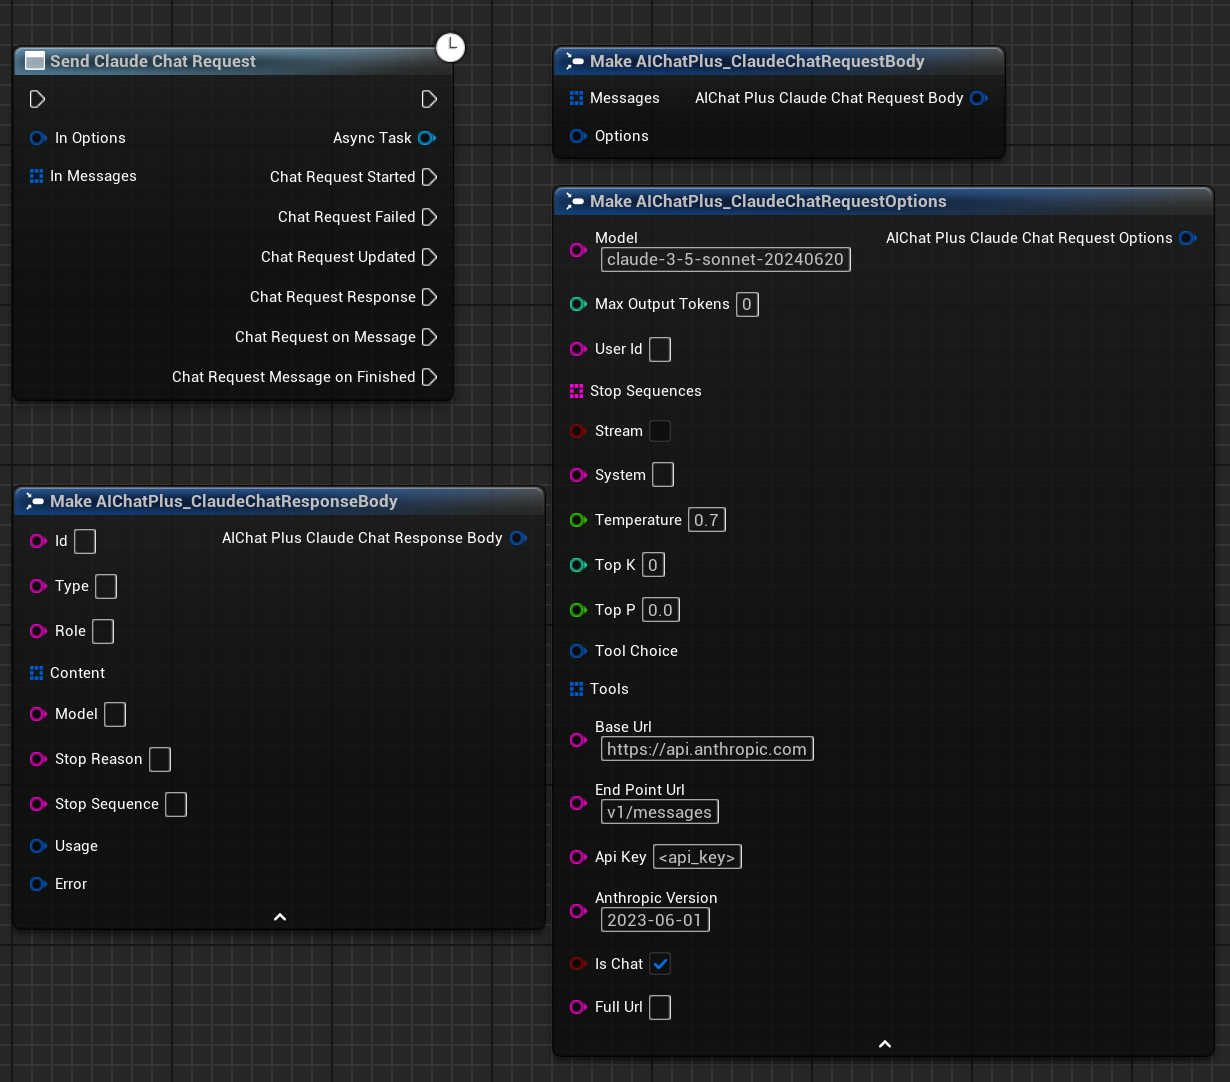 Send Claude Chat Request
In Options
Async Task
In Messages
Chat Request Started
Chat Request Failed
Chat Request Updated
Chat Request Response
Chat Request on Message
Chat Request Message on Finished
Make AIChatPlus_ClaudeChatRequestBody
Messages
AIChat Plus Claude Chat Request Body
Options
Make AIChatPlus_ClaudeChatRequestOptions
Model
AIChat Plus Claude Chat Request Options
claude-3-5-sonnet-20240620
Max Output Tokens 0
User Id
Stop Sequences
Stream
System
Temperature 0.7
Top K 0
Top P 0.0
Tool Choice
Tools
Base Url
https://api.anthropic.com
End Point Url
v1/messages
Api Key <api_key>
Anthropic Version
2023-06-01
Is Chat
Full Url
Make AIChatPlus_ClaudeChatResponseBody
Id
AIChat Plus Claude Chat Response Body
Type
Role
Content
Model
Stop Reason
Stop Sequence
Usage
Error